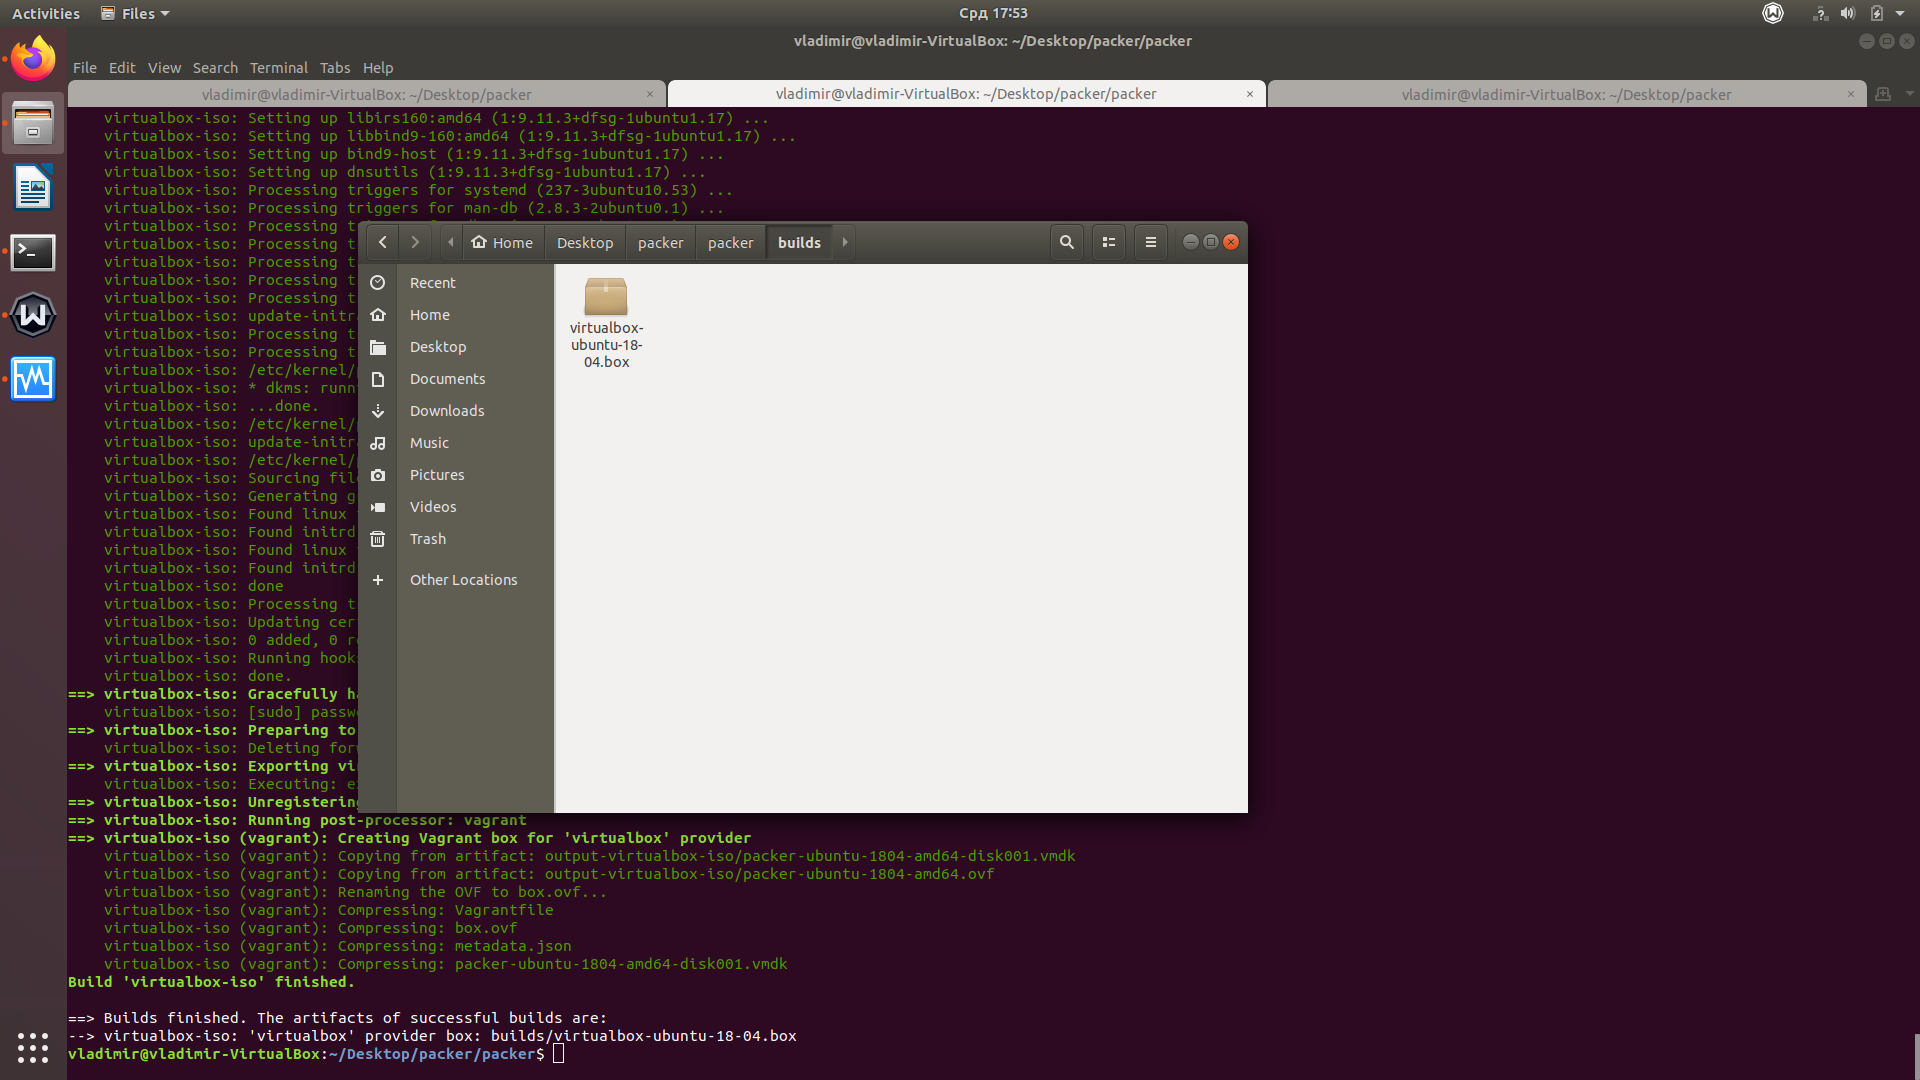 Activities
Files
Срд 17:53
vladimir@vladimir-VirtualBox: ~/Desktop/packer/packer
File Edit View Search Terminal Tabs Help
vladimir@vladimir-VirtualBox: ~/Desktop/packer ×
vladimir@vladimir-VirtualBox: ~/Desktop/packer/packer ×
vladimir@vladimir-VirtualBox: ~/Desktop/packer ×
virtualbox-iso: Setting up libirs160:amd64 (1:9.11.3+dfsg-1ubuntu1.17) ...
virtualbox-iso: Setting up libbind9-160:amd64 (1:9.11.3+dfsg-1ubuntu1.17) ...
virtualbox-iso: Setting up bind9-host (1:9.11.3+dfsg-1ubuntu1.17) ...
virtualbox-iso: Setting up dnsutils (1:9.11.3+dfsg-1ubuntu1.17) ...
virtualbox-iso: Processing triggers for systemd (237-3ubuntu10.53) ...
virtualbox-iso: Processing triggers for man-db (2.8.3-2ubuntu0.1) ...
virtualbox-iso: Processing t
virtualbox-iso: Processing t
virtualbox-iso: Processing t
virtualbox-iso: Processing t
virtualbox-iso: Processing t
virtualbox-iso: update-initr
virtualbox-iso: Processing t
virtualbox-iso: Processing t
virtualbox-iso: /etc/kernel/
virtualbox-iso: * dkms: runn
virtualbox-iso: ...done.
virtualbox-iso: /etc/kernel/
virtualbox-iso: update-initr
virtualbox-iso: /etc/kernel/
virtualbox-iso: Sourcing fil
virtualbox-iso: Generating g
virtualbox-iso: Found linux
virtualbox-iso: Found initrd
virtualbox-iso: Found linux
virtualbox-iso: Found initrd
virtualbox-iso: done
virtualbox-iso: Processing t
virtualbox-iso: Updating cer
virtualbox-iso: 0 added, 0 r
virtualbox-iso: Running hook
virtualbox-iso: done.
==> virtualbox-iso: Gracefully h
virtualbox-iso: [sudo] passw
==> virtualbox-iso: Preparing to
virtualbox-iso: Deleting for
==> virtualbox-iso: Exporting vi
virtualbox-iso: Executing: e
==> virtualbox-iso: Unregistering
==> virtualbox-iso: Running post-processor: vagrant
==> virtualbox-iso (vagrant): Creating Vagrant box for 'virtualbox' provider
virtualbox-iso (vagrant): Copying from artifact: output-virtualbox-iso/packer-ubuntu-1804-amd64-disk001.vmdk
virtualbox-iso (vagrant): Copying from artifact: output-virtualbox-iso/packer-ubuntu-1804-amd64.ovf
virtualbox-iso (vagrant): Renaming the OVF to box.ovf...
virtualbox-iso (vagrant): Compressing: Vagrantfile
virtualbox-iso (vagrant): Compressing: box.ovf
virtualbox-iso (vagrant): Compressing: metadata.json
virtualbox-iso (vagrant): Compressing: packer-ubuntu-1804-amd64-disk001.vmdk
Build 'virtualbox-iso' finished.
==> Builds finished. The artifacts of successful builds are:
--> virtualbox-iso: 'virtualbox' provider box: builds/virtualbox-ubuntu-18-04.box
vladimir@vladimir-VirtualBox:~/Desktop/packer/packer$
Home Desktop packer packer builds
Recent
Home
Desktop
Documents
Downloads
Music
Pictures
Videos
Trash
Other Locations
virtualbox-
ubuntu-18-
04.box